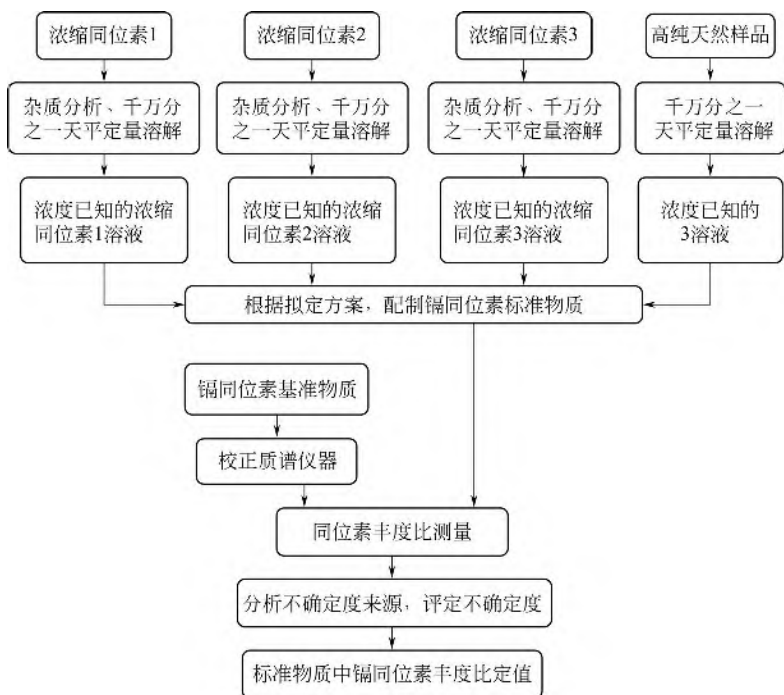 浓缩同位素1
浓缩同位素2
浓缩同位素3
高纯天然样品
杂质分析、千万分
之一天平定量溶解
杂质分析、千万分
之一天平定量溶解
杂质分析、千万分
之一天平定量溶解
千万分之一
天平定量溶解
浓度已知的浓缩
同位素1溶液
浓度已知的浓缩
同位素2溶液
浓度已知的浓缩
同位素3溶液
浓度已知的
3溶液
根据拟定方案，配制镉同位素标准物质
镉同位素基准物质
校正质谱仪器
同位素丰度比测量
分析不确定度来源，评定不确定度
标准物质中镉同位素丰度比定值